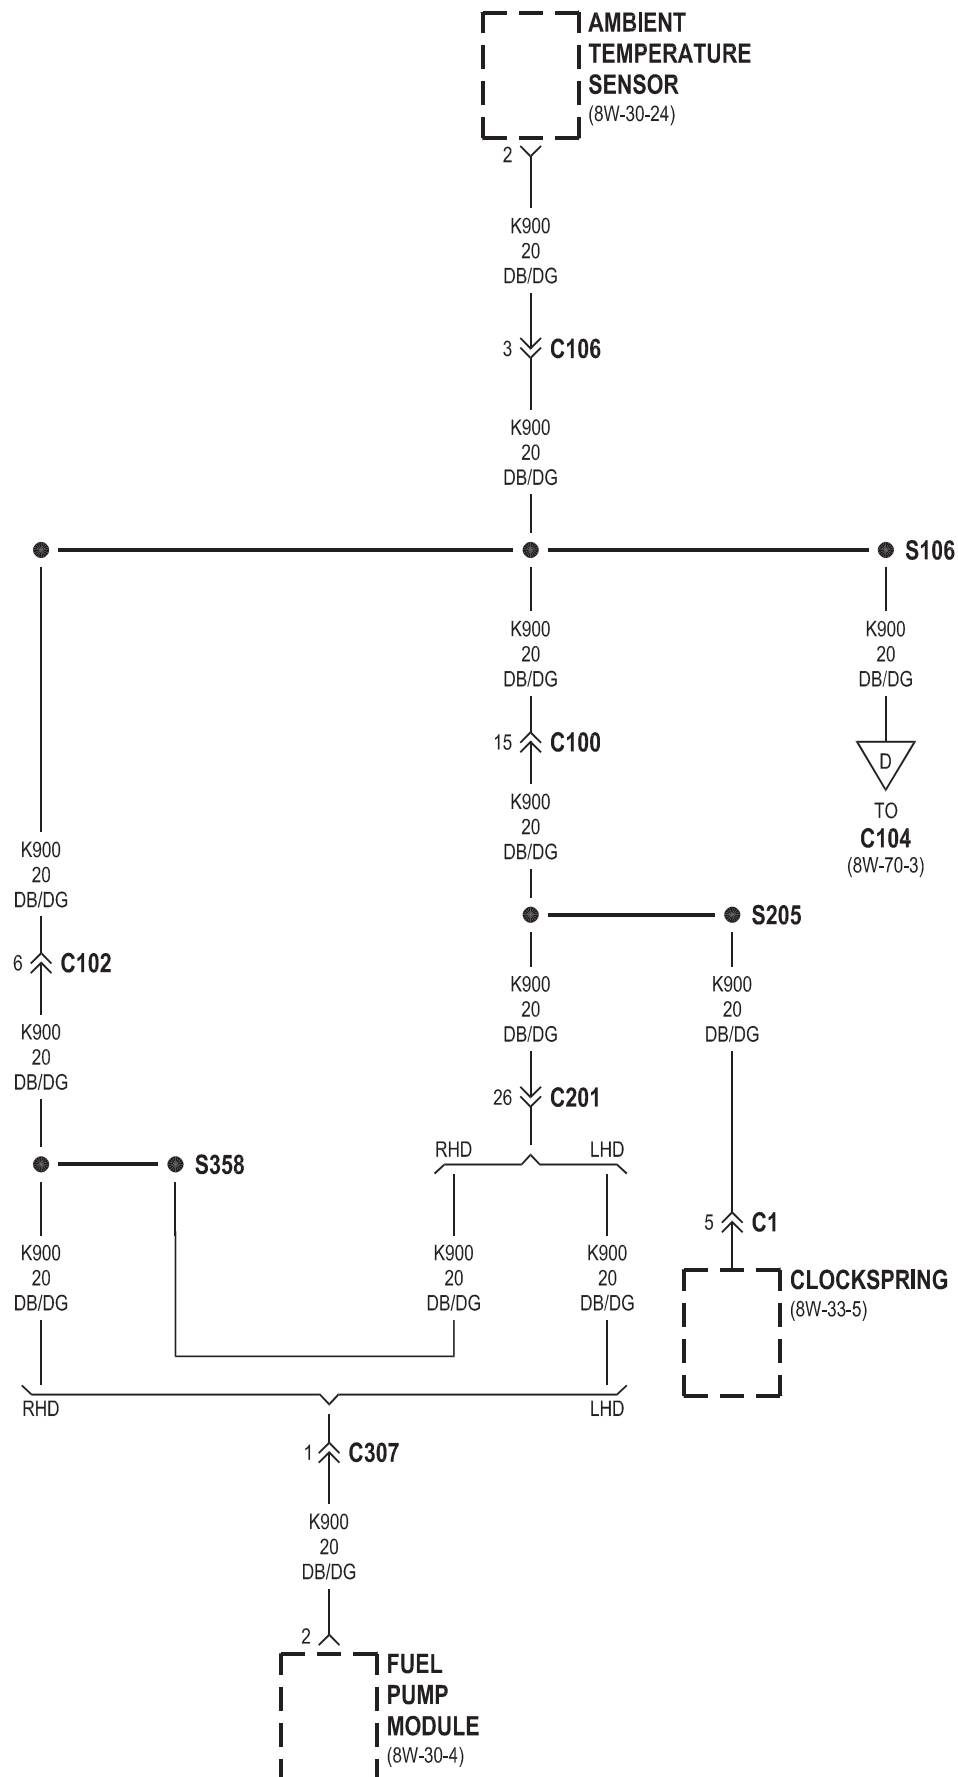 AMBIENT
TEMPERATURE
SENSOR
(8W-30-24)
2
K900
20
DB/DG
3 C106
K900
20
DB/DG
S106
K900
20
DB/DG
K900
20
DB/DG
15 C100
D
TO
C104
(8W-70-3)
K900
20
DB/DG
K900
20
DB/DG
S205
6 C102
K900
20
DB/DG
K900
20
DB/DG
K900
20
DB/DG
26 C201
RHD LHD
S358
5 C1
K900
20
DB/DG
K900
20
DB/DG
K900
20
DB/DG
CLOCKSPRING
(8W-33-5)
RHD LHD
1 C307
K900
20
DB/DG
2
FUEL
PUMP
MODULE
(8W-30-4)